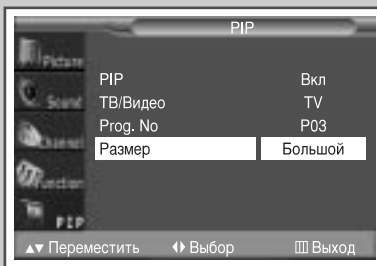 PIP
Picture
PIP Вкл
Sound
ТВ/Видео TV
Prog. No P03
Channel
Размер Большой
Function
PIP
▲▼ Переместить ◀▶ Выбор Выход